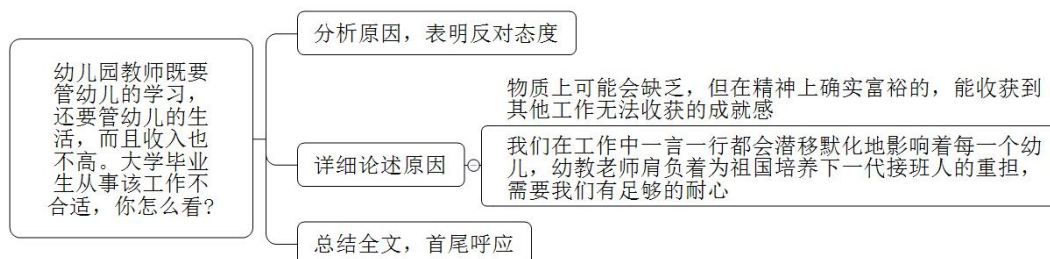 幼儿园教师既要
管幼儿的学习，
还要管幼儿的生
活，而且收入也
不高。大学毕业
生从事该工作不
合适，你怎么看？
分析原因，表明反对态度
详细论述原因
物质上可能会缺乏，但在精神上确实富裕的，能收获到
其他工作无法收获的成就感
我们在工作中一言一行都会潜移默化地影响着每一个幼
儿，幼教老师肩负着为祖国培养下一代接班人的重担，
需要我们有足够的耐心
总结全文，首尾呼应